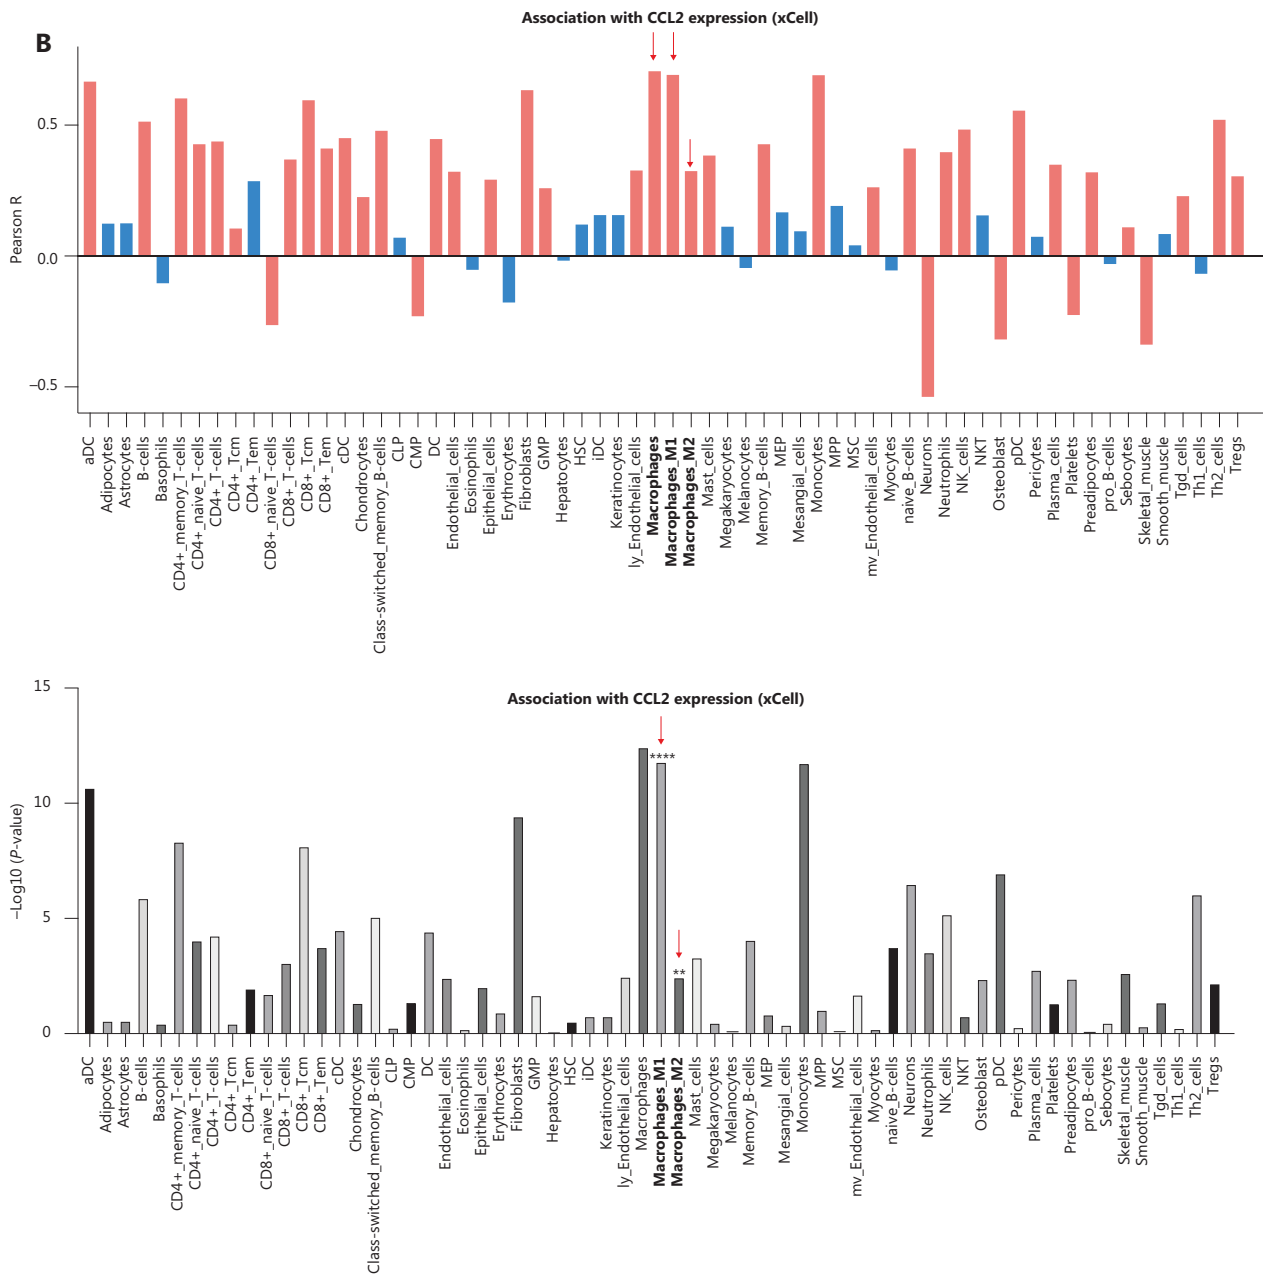 Association with CCL2 expression (xCell)
B
Pearson R
0.5
0.0
−0.5
aDC
Adipocytes
Astrocytes
B-cells
Basophils
CD4+_memory_T-cells
CD4+_naive_T-cells
CD4+_T-cells
CD4+_Tcm
CD4+_Tem
CD8+_naive_T-cells
CD8+_T-cells
CD8+_Tcm
CD8+_Tem
cDC
Chondrocytes
Class-switched_memory_B-cells
CLP
CMP
DC
Endothelial_cells
Eosinophils
Epithelial_cells
Erythrocytes
Fibroblasts
GMP
Hepatocytes
HSC
iDC
Keratinocytes
ly_Endothelial_cells
Macrophages
Macrophages_M1
Macrophages_M2
Mast_cells
Megakaryocytes
Melanocytes
Memory_B-cells
MEP
Mesangial_cells
Monocytes
MPP
MSC
mv_Endothelial_cells
Myocytes
naive_B-cells
Neurons
Neutrophils
NK_cells
NKT
Osteoblast
pDC
Pericytes
Plasma_cells
Platelets
Preadipocytes
pro_B-cells
Sebocytes
Skeletal_muscle
Smooth_muscle
Tgd_cells
Th1_cells
Th2_cells
Tregs
Association with CCL2 expression (xCell)
−Log10 (P-value)
15
10
5
0
****
**
aDC
Adipocytes
Astrocytes
B-cells
Basophils
CD4+_memory_T-cells
CD4+_naive_T-cells
CD4+_T-cells
CD4+_Tcm
CD4+_Tem
CD8+_naive_T-cells
CD8+_T-cells
CD8+_Tcm
CD8+_Tem
cDC
Chondrocytes
Class-switched_memory_B-cells
CLP
CMP
DC
Endothelial_cells
Eosinophils
Epithelial_cells
Erythrocytes
Fibroblasts
GMP
Hepatocytes
HSC
iDC
Keratinocytes
ly_Endothelial_cells
Macrophages
Macrophages_M1
Macrophages_M2
Mast_cells
Megakaryocytes
Melanocytes
Memory_B-cells
MEP
Mesangial_cells
Monocytes
MPP
MSC
mv_Endothelial_cells
Myocytes
naive_B-cells
Neurons
Neutrophils
NK_cells
NKT
Osteoblast
pDC
Pericytes
Plasma_cells
Platelets
Preadipocytes
pro_B-cells
Sebocytes
Skeletal_muscle
Smooth_muscle
Tgd_cells
Th1_cells
Th2_cells
Tregs